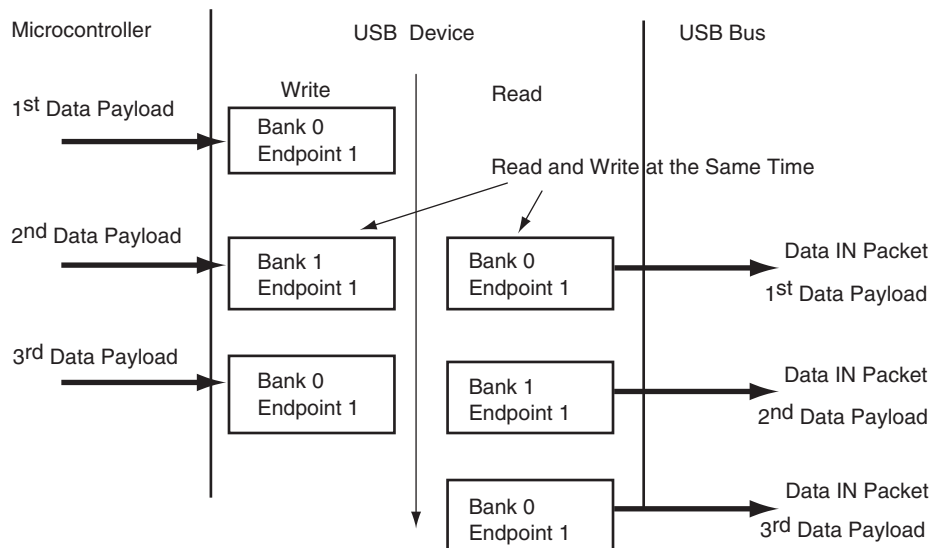 Microcontroller
USB Device
USB Bus
Write
Read
1st Data Payload
Bank 0
Endpoint 1
Read and Write at the Same Time
2nd Data Payload
Bank 1
Endpoint 1
Bank 0
Endpoint 1
Data IN Packet
1st Data Payload
3rd Data Payload
Bank 0
Endpoint 1
Bank 1
Endpoint 1
Data IN Packet
2nd Data Payload
Bank 0
Endpoint 1
Data IN Packet
3rd Data Payload